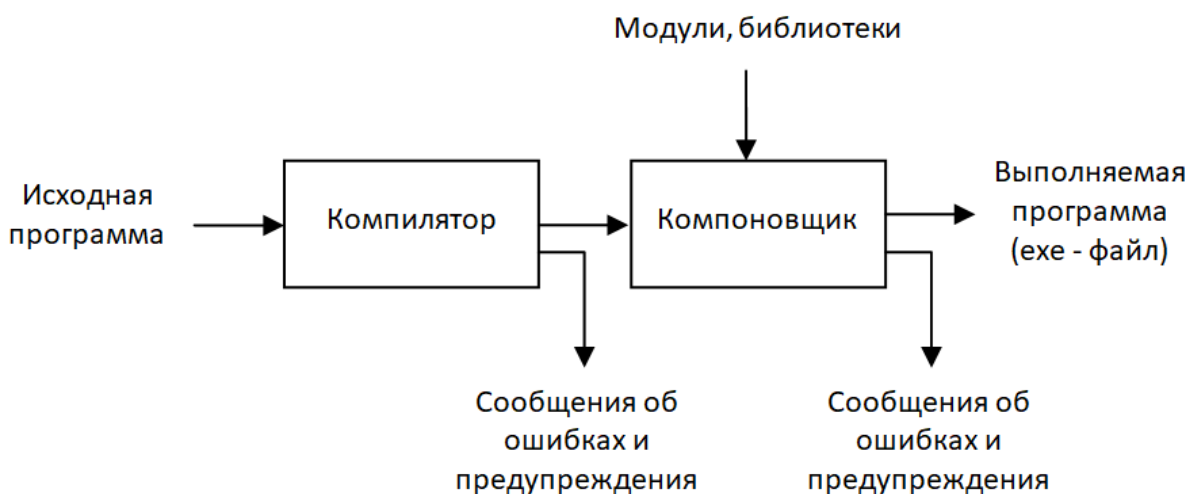 Модули, библиотеки
Исходная
программа
Компилятор
Компоновщик
Выполняемая
программа
(exe - файл)
Сообщения об
ошибках и
предупреждения
Сообщения об
ошибках и
предупреждения